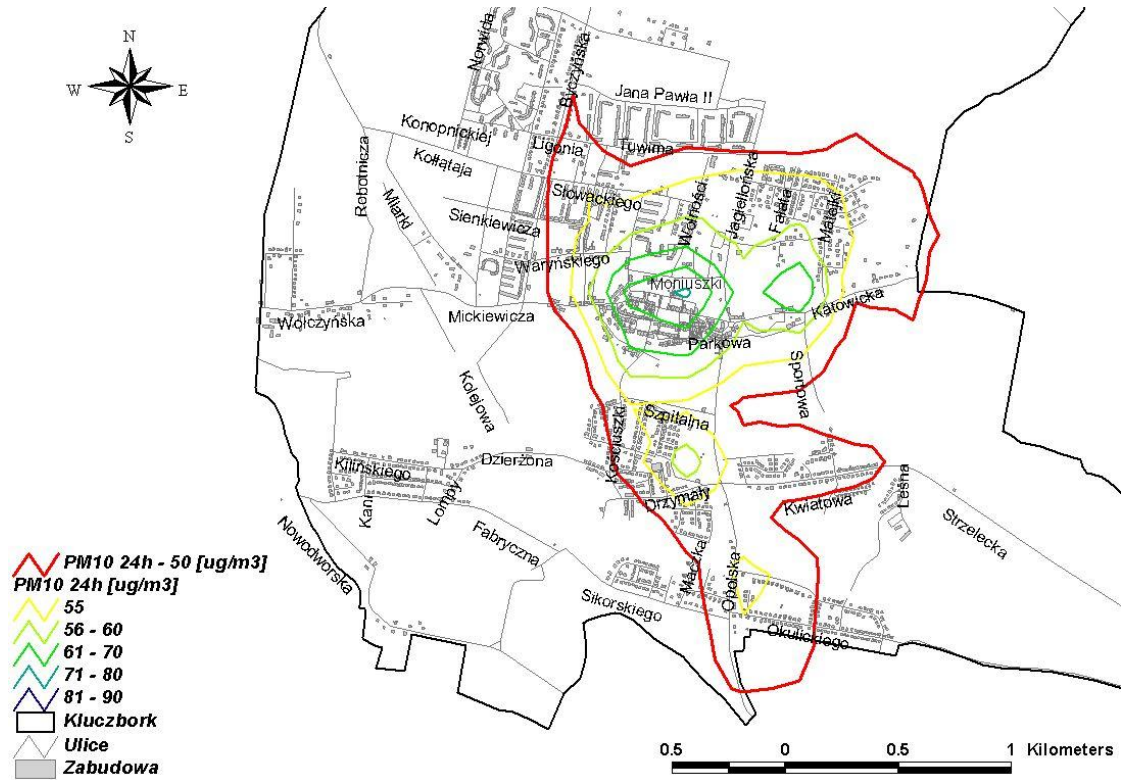 N
W
E
S
Norwida
Byczyńska
Jana Pawła II
Konopnickiej
Ligonia
Tuwima
Kołłątaja
Robotnicza
Miarki
Słowackiego
Wolności
Jagiellońska
Fałata
Matejki
Sienkiewicza
Waryńskiego
Moniuszki
Wołczyńska
Mickiewicza
Katowicka
Parkowa
Kolejowa
Sportowa
Szpitalna
Kościuszki
Kilińskiego
Dzierżona
Kani
Lompy
Drzymały
Kwiatowa
Leśna
Strzelecka
Nowodworska
Fabryczna
Maczka
Opolska
Sikorskiego
Okulickiego
PM10 24h - 50 [ug/m3]
PM10 24h [ug/m3]
55
56 - 60
61 - 70
71 - 80
81 - 90
Kluczbork
Ulice
Zabudowa
0.5 0 0.5 1 Kilometers